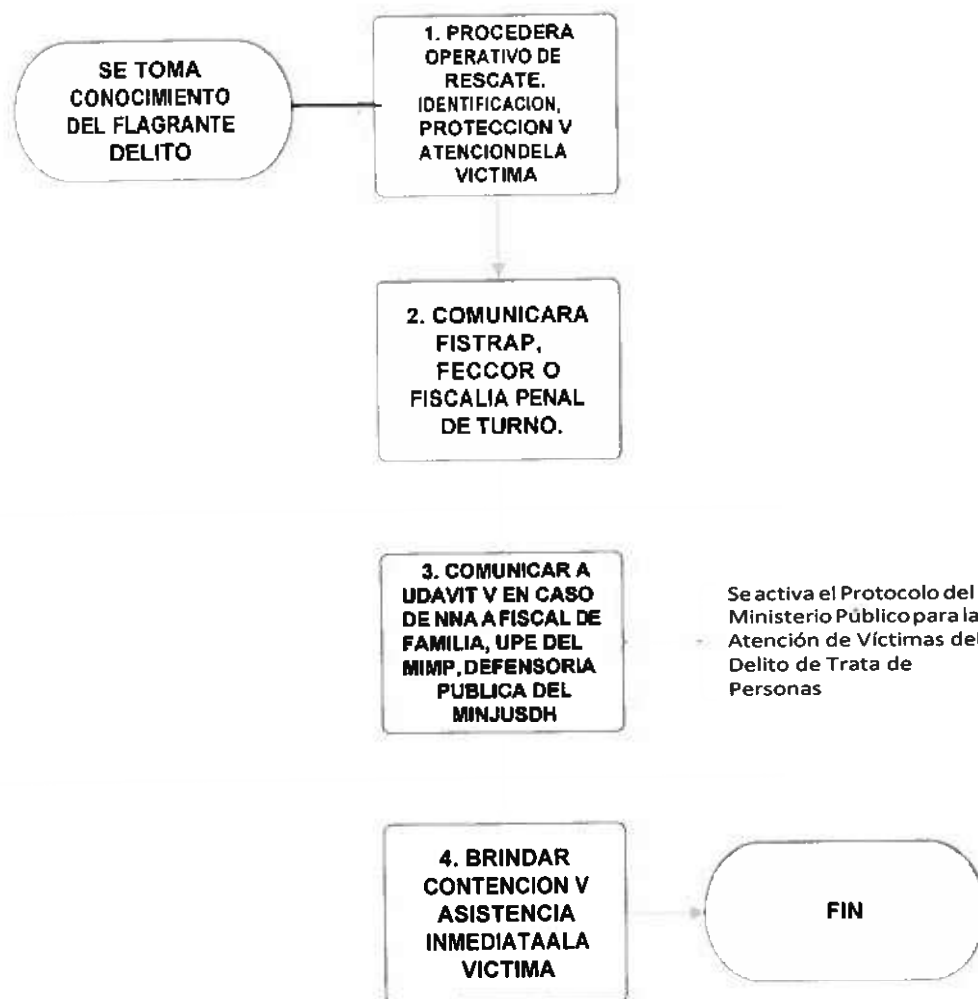 SE TOMA
CONOCIMIENTO
DEL FLAGRANTE
DELITO
1. PROCEDERA
OPERATIVO DE
RESCATE.
IDENTIFICACION,
PROTECCION V
ATENCIONDELA
VICTIMA
2. COMUNICARA
FISTRAP,
FECCOR O
FISCALIA PENAL
DE TURNO.
3. COMUNICAR A
UDAVIT V EN CASO
DE NNA A FISCAL DE
FAMILIA, UPE DEL
MIMP, DEFENSORIA
PUBLICA DEL
MINJUSDH
Se activa el Protocolo del
Ministerio Público para la
Atención de Víctimas del
Delito de Trata de
Personas
4. BRINDAR
CONTENCION V
ASISTENCIA
INMEDIATAALA
VICTIMA
FIN